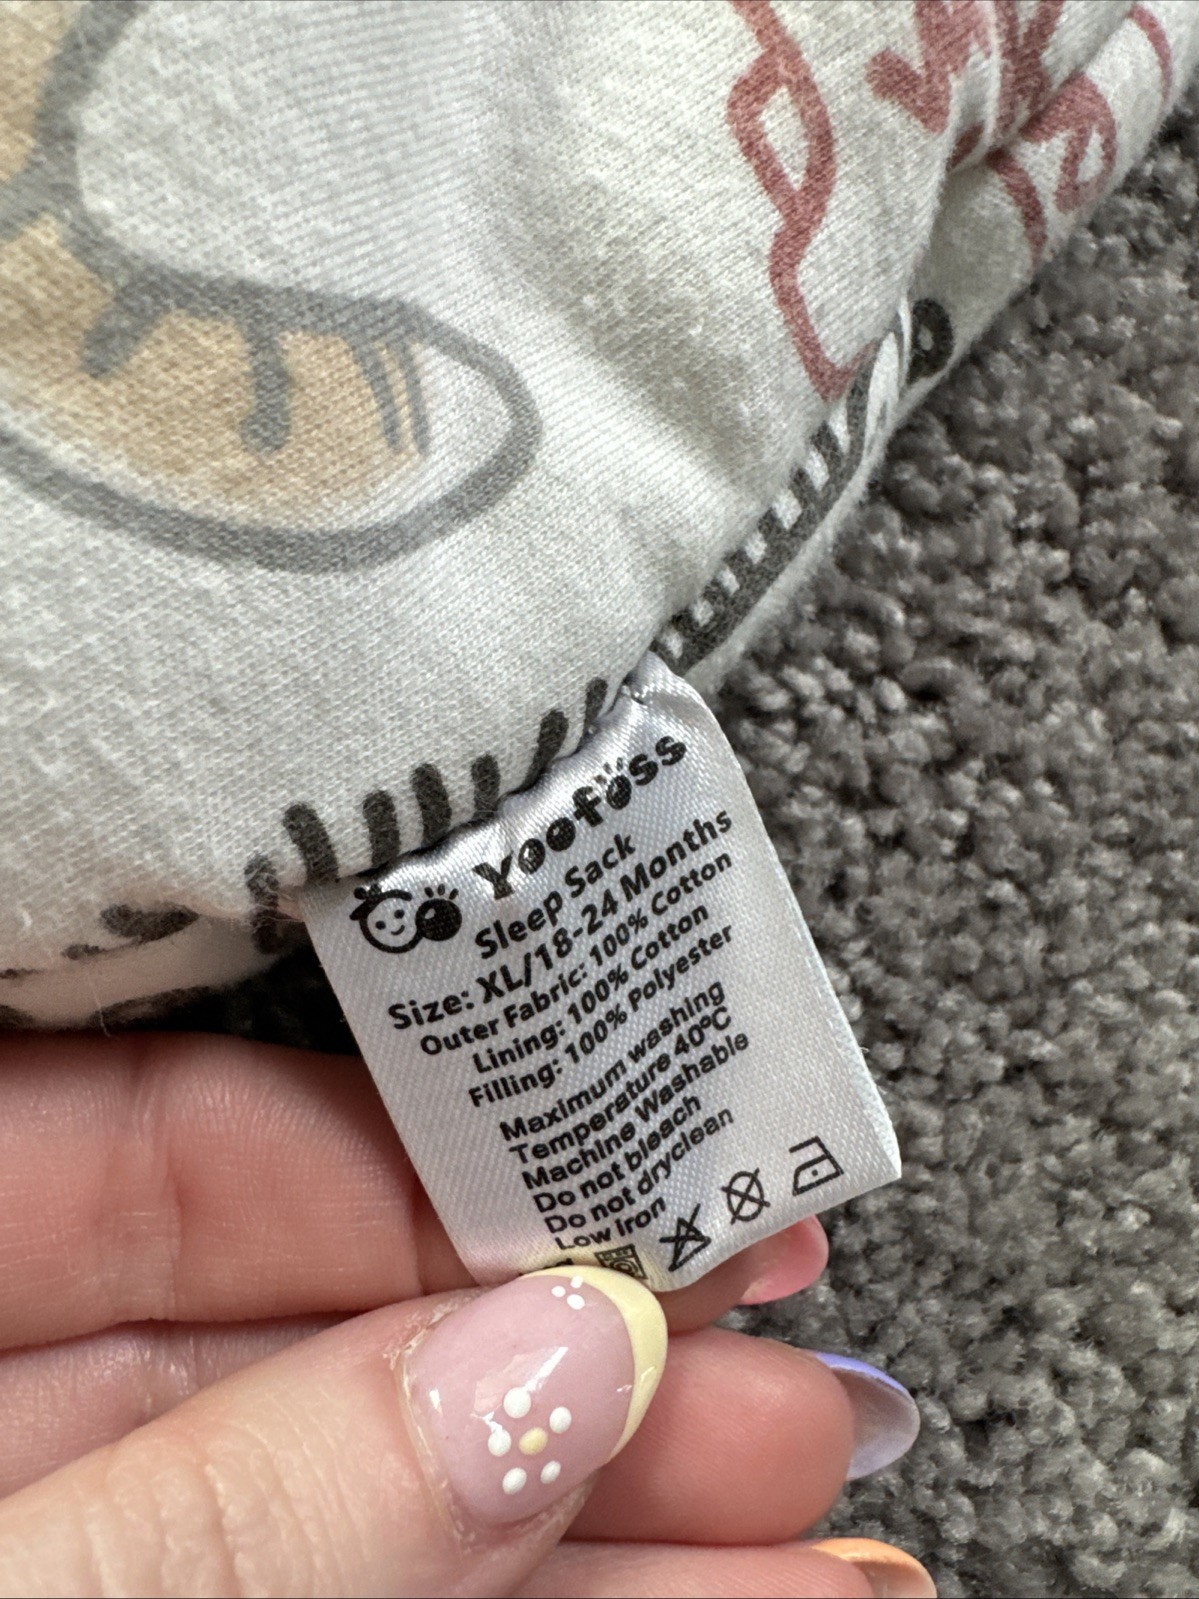 Yoofoss
Sleep Sack
Size: XL/18-24 Months
Outer Fabric: 100% Cotton
Lining: 100% Cotton
Filling: 100% Polyester
Maximum washing
Temperature 40°C
Machine Washable
Do not bleach
Do not dryclean
Low iron